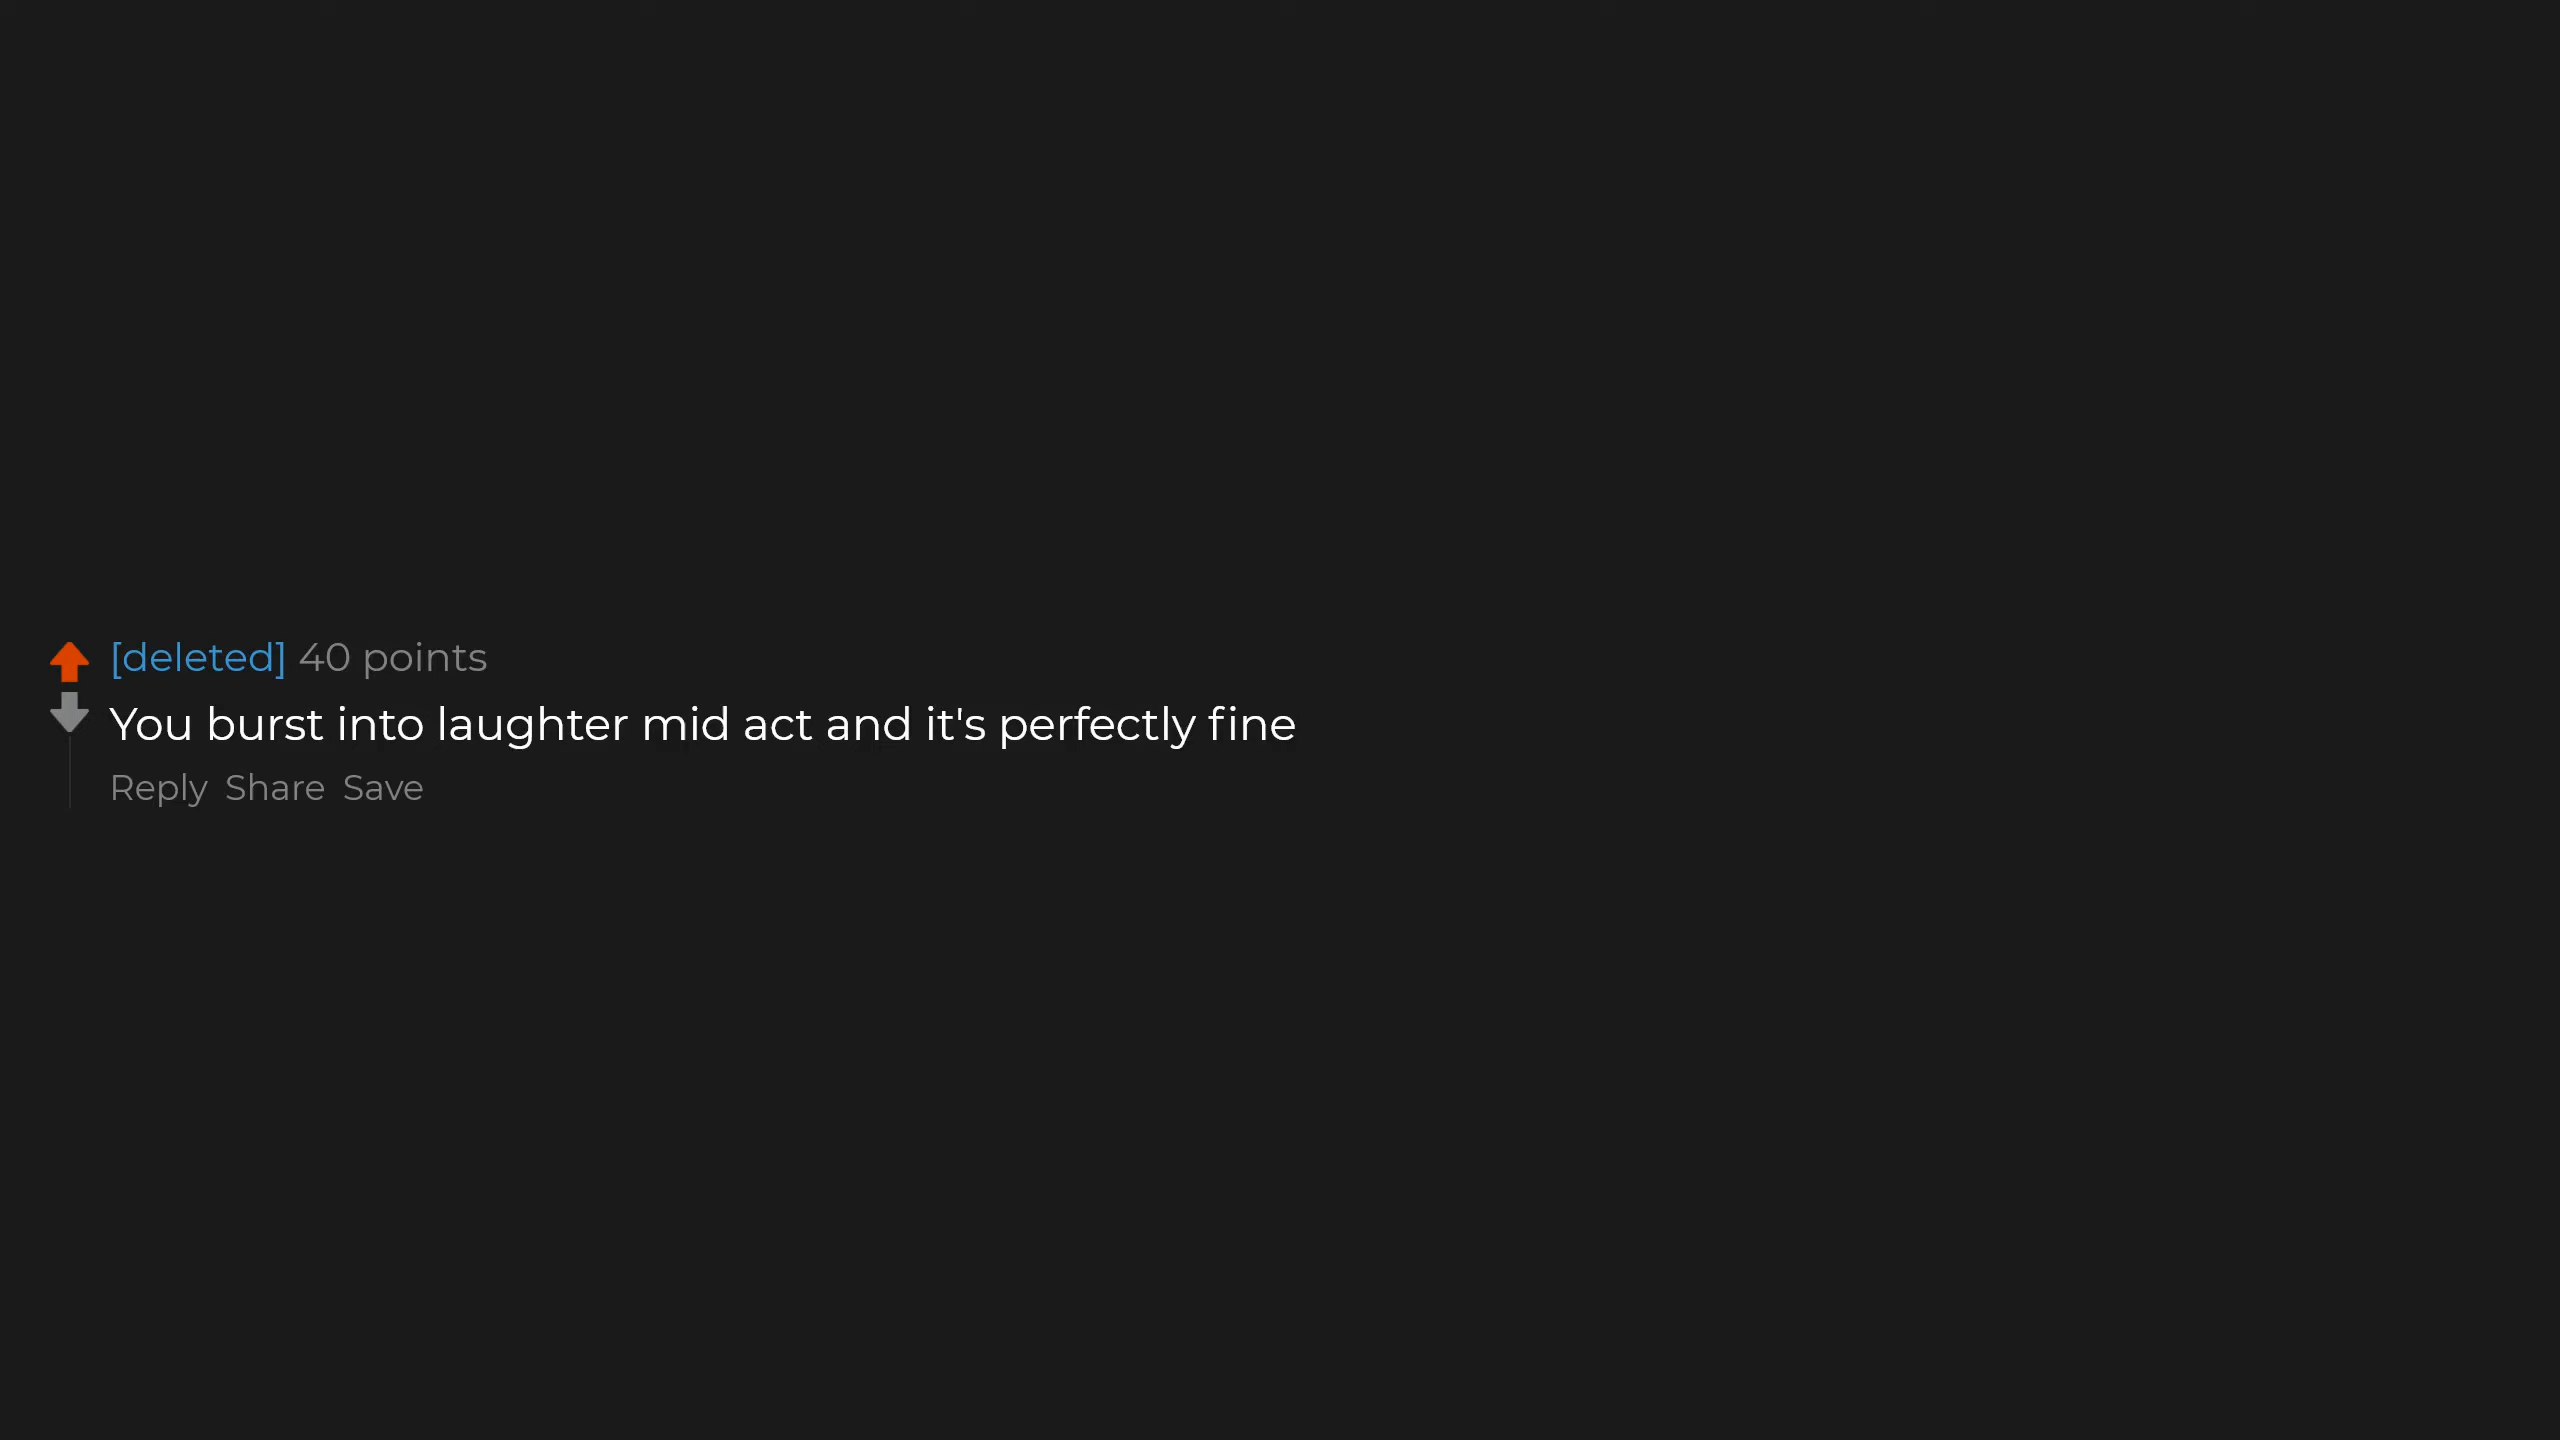 [deleted] 40 points
You burst into laughter mid act and it's perfectly fine
Reply Share Save